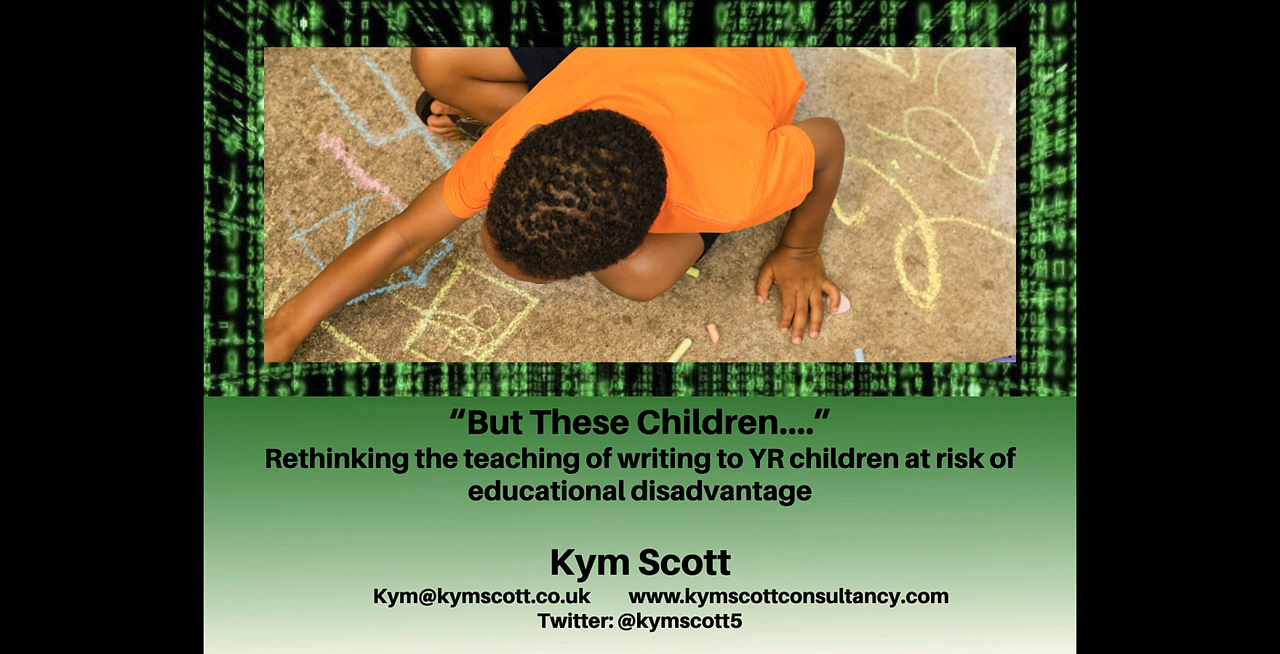 “But These Children....”
Rethinking the teaching of writing to YR children at risk of
educational disadvantage
Kym Scott
Kym@kymscott.co.uk www.kymscottconsultancy.com
Twitter: @kymscott5